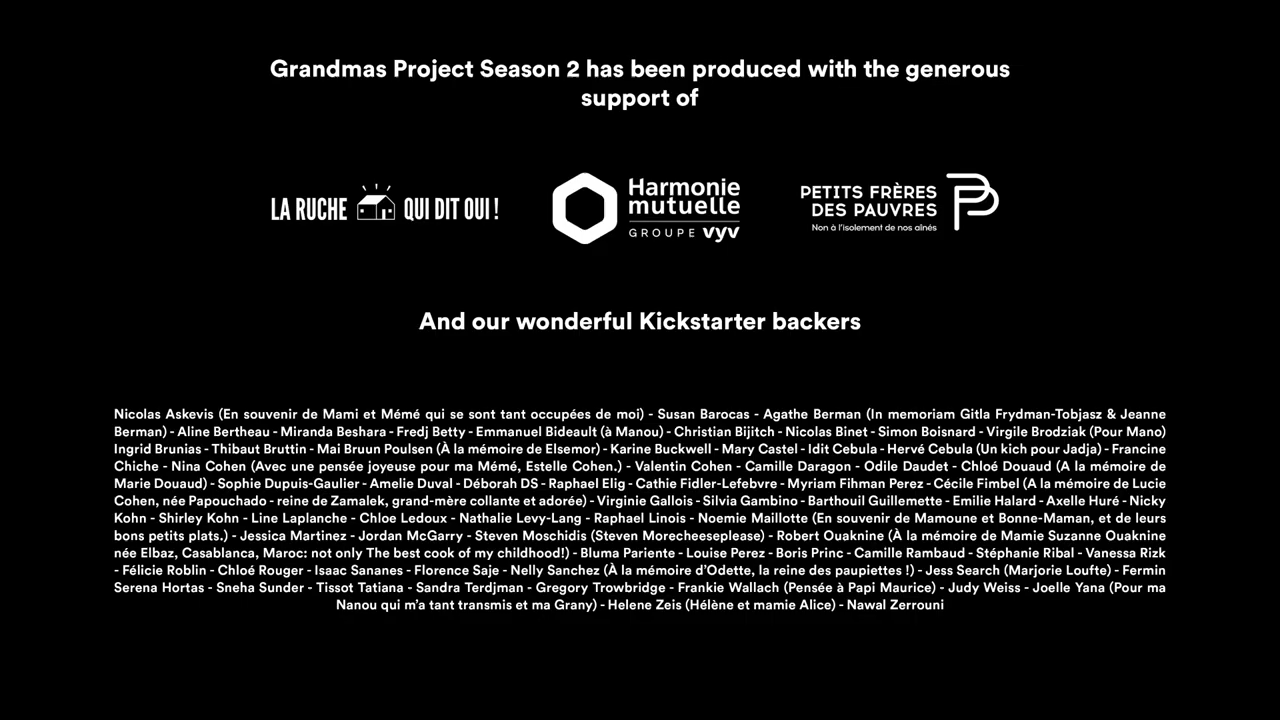 Grandmas Project Season 2 has been produced with the generous
support of
LA RUCHE QUI DIT OUI !
Harmonie
mutuelle
GROUPE vyv
PETITS FRÈRES
DES PAUVRES
Non à l'isolement de nos aînés
And our wonderful Kickstarter backers
Nicolas Askevis (En souvenir de Mami et Mémé qui se sont tant occupées de moi) - Susan Barocas - Agathe Berman (In memoriam Gitla Frydman-Tobjasz & Jeanne
Berman) - Aline Bertheau - Miranda Beshara - Fredj Betty - Emmanuel Bideault (à Manou) - Christian Bijitch - Nicolas Binet - Simon Boisnard - Virgile Brodziak (Pour Mano)
Ingrid Brunias - Thibaut Bruttin - Mai Bruun Poulsen (À la mémoire de Elsemor) - Karine Buckwell - Mary Castel - Idit Cebula - Hervé Cebula (Un kich pour Jadja) - Francine
Chiche - Nina Cohen (Avec une pensée joyeuse pour ma Mémé, Estelle Cohen.) - Valentin Cohen - Camille Daragon - Odile Daudet - Chloé Douaud (A la mémoire de
Marie Douaud) - Sophie Dupuis-Gaulier - Amelie Duval - Déborah DS - Raphael Elig - Cathie Fidler-Lefebvre - Myriam Fihman Perez - Cécile Fimbel (A la mémoire de Lucie
Cohen, née Papouchado - reine de Zamalek, grand-mère collante et adorée) - Virginie Gallois - Silvia Gambino - Barthouil Guillemette - Emilie Halard - Axelle Huré - Nicky
Kohn - Shirley Kohn - Line Laplanche - Chloe Ledoux - Nathalie Levy-Lang - Raphael Linois - Noemie Maillotte (En souvenir de Mamoune et Bonne-Maman, et de leurs
bons petits plats.) - Jessica Martinez - Jordan McGarry - Steven Moschidis (Steven Morecheeseplease) - Robert Ouaknine (À la mémoire de Mamie Suzanne Ouaknine
née Elbaz, Casablanca, Maroc: not only The best cook of my childhood!) - Bluma Pariente - Louise Perez - Boris Princ - Camille Rambaud - Stéphanie Ribal - Vanessa Rizk
- Félicie Roblin - Chloé Rouger - Isaac Sananes - Florence Saje - Nelly Sanchez (À la mémoire d'Odette, la reine des paupiettes !) - Jess Search (Marjorie Loufte) - Fermin
Serena Hortas - Sneha Sunder - Tissot Tatiana - Sandra Terdjman - Gregory Trowbridge - Frankie Wallach (Pensée à Papi Maurice) - Judy Weiss - Joelle Yana (Pour ma
Nanou qui m'a tant transmis et ma Grany) - Helene Zeis (Hélène et mamie Alice) - Nawal Zerrouni